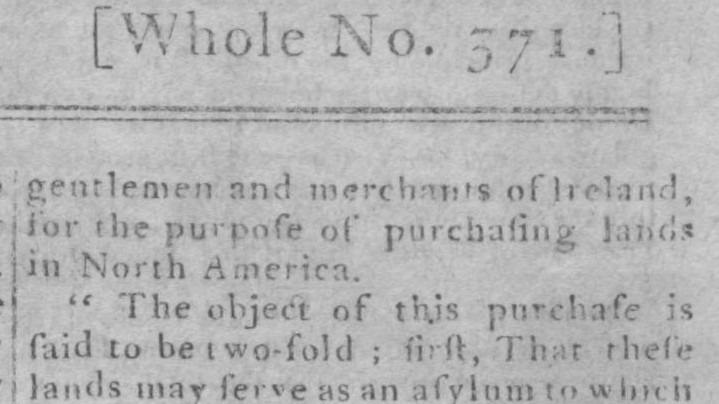 [Whole No. 371.]
gentlemen and merchants of Ireland,
for the purpoſe of purchaſing lands
in North America.
“ The object of this purchaſe is
ſaid to be two-fold ; firſt, That theſe
lands may ſerve as an aſylum to which